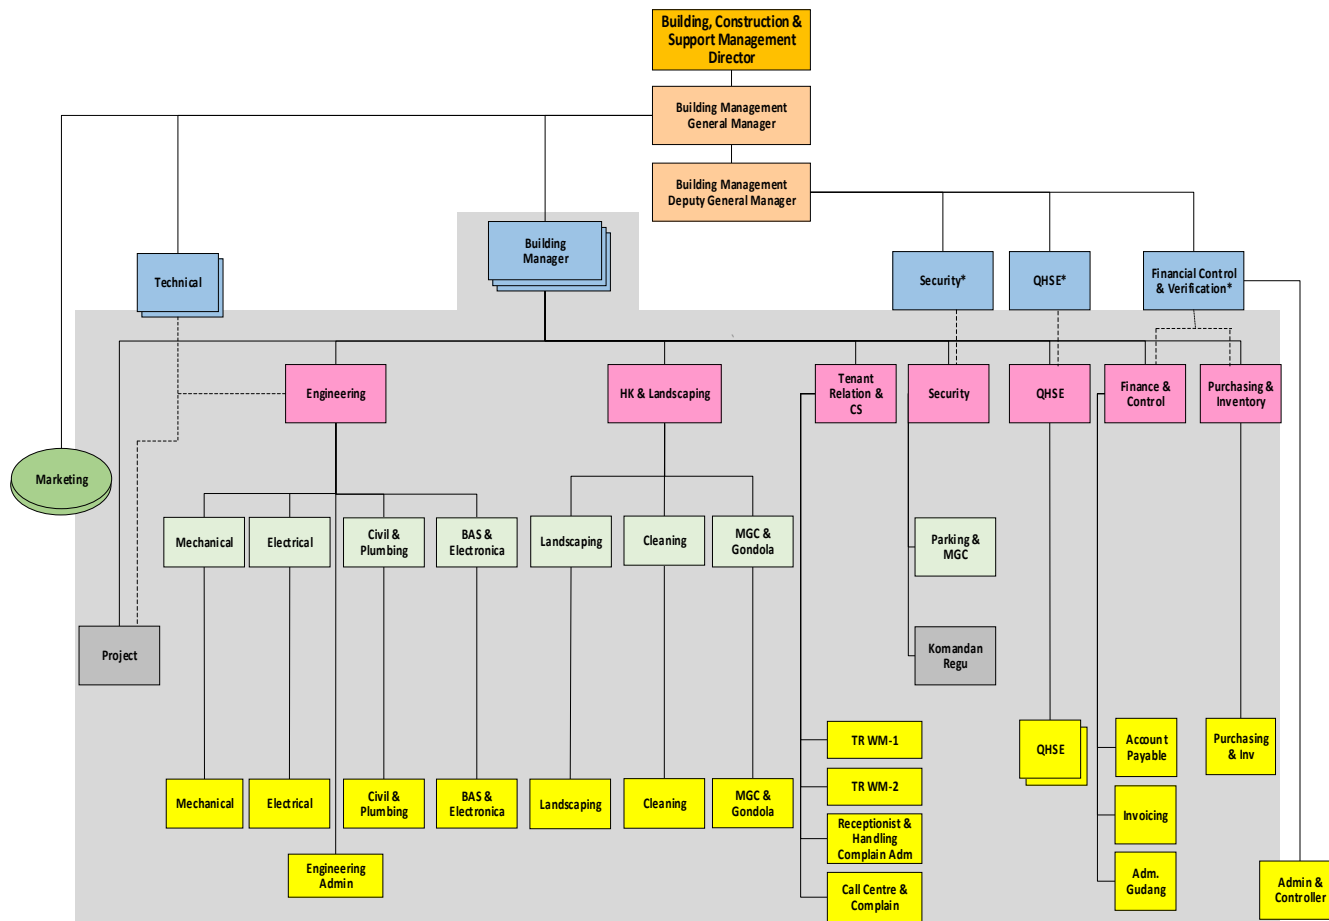 Building, Construction &
Support Management
Director
Building Management
General Manager
Building Management
Deputy General Manager
Building
Manager
Technical
Security*
QHSE*
Financial Control
& Verification*
Engineering
HK & Landscaping
Tenant
Relation &
CS
Security
QHSE
Finance &
Control
Purchasing &
Inventory
Marketing
Mechanical
Electrical
Civil &
Plumbing
BAS &
Electronica
Landscaping
Cleaning
MGC &
Gondola
Parking &
MGC
Project
Komandan
Regu
TR WM-1
TR WM-2
Receptionist &
Handling
Complain Adm
Call Centre &
Complain
QHSE
Account
Payable
Purchasing
& Inv
Mechanical
Electrical
Civil &
Plumbing
BAS &
Electronica
Landscaping
Cleaning
MGC &
Gondola
Invoicing
Engineering
Admin
Adm.
Gudang
Admin &
Controller